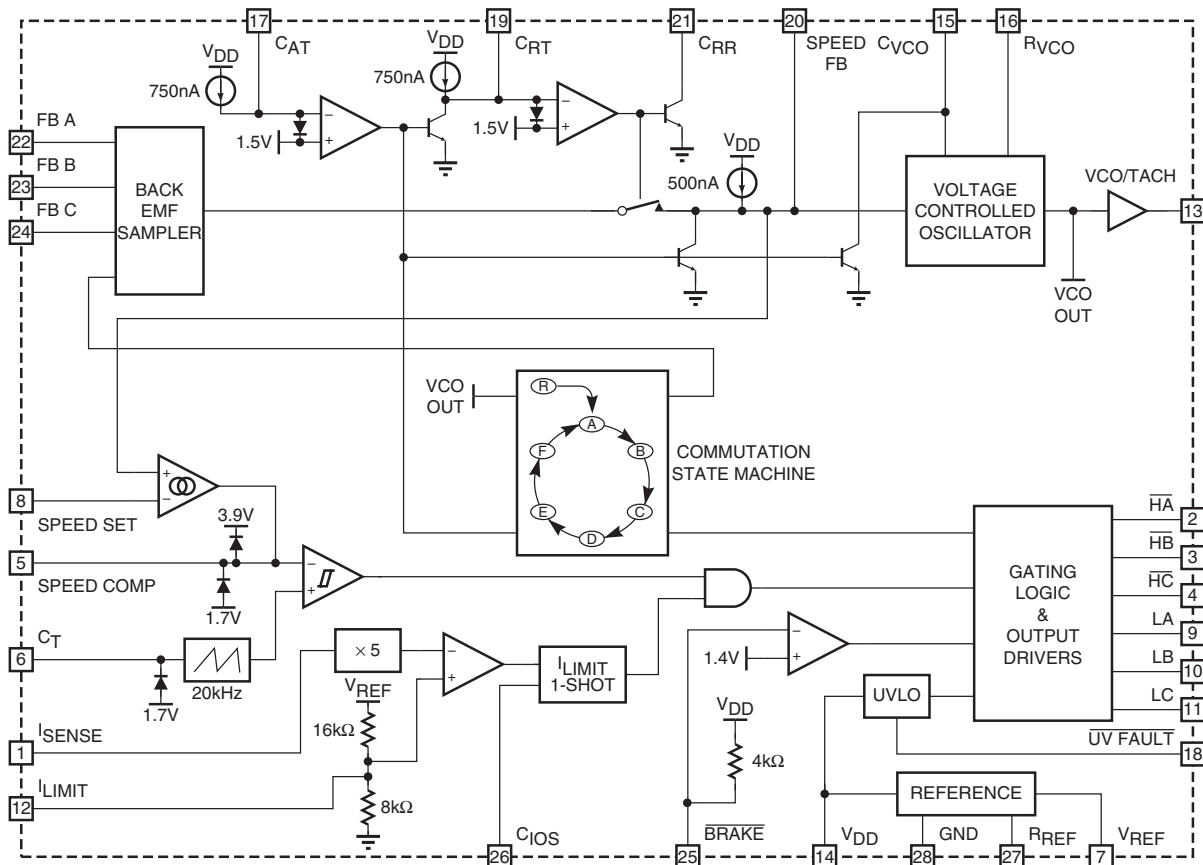 17
19
21
20
15
16
CAT
CRT
CRR
SPEED
FB
CVCO
RVCO
VDD
750nA
VDD
750nA
1.5V
1.5V
−
+
−
+
VDD
500nA
22
FB A
23
FB B
24
FB C
BACK
EMF
SAMPLER
VOLTAGE
CONTROLLED
OSCILLATOR
VCO/TACH
13
VCO
OUT
VCO
OUT
R
A
B
C
D
E
F
COMMUTATION
STATE MACHINE
+
−
8
SPEED SET
3.9V
5
SPEED COMP
1.7V
−
+
6
CT
20kHz
1.7V
× 5
−
+
ILIMIT
1-SHOT
VREF
16kΩ
8kΩ
1
ISENSE
12
ILIMIT
1.4V
−
+
VDD
4kΩ
GATING
LOGIC
&
OUTPUT
DRIVERS
HA
2
HB
3
HC
4
LA
9
LB
10
LC
11
UVLO
UV FAULT
18
REFERENCE
CIOS
26
BRAKE
25
VDD
14
GND
28
RREF
27
VREF
7